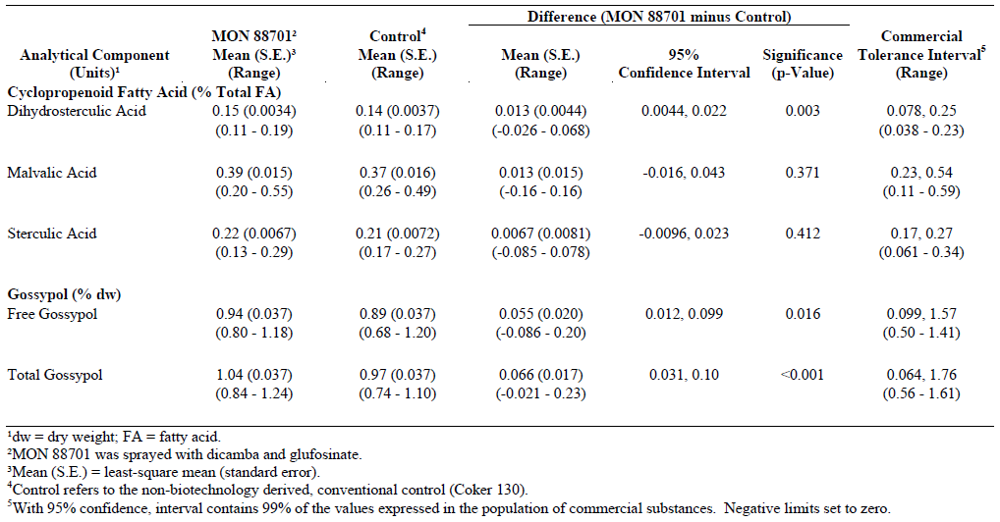 Difference (MON 88701 minus Control)
Analytical Component (Units)¹ MON 88701² Mean (S.E.)³ (Range) Control⁴ Mean (S.E.) (Range) Mean (S.E.) (Range) 95% Confidence Interval Significance (p-Value) Commercial Tolerance Interval⁵ (Range)
Cyclopropenoid Fatty Acid (% Total FA)
Dihydrosterculic Acid 0.15 (0.0034) 0.14 (0.0037) 0.013 (0.0044) 0.0044, 0.022 0.003 0.078, 0.25
(0.11 - 0.19) (0.11 - 0.17) (-0.026 - 0.068) (0.038 - 0.23)
Malvalic Acid 0.39 (0.015) 0.37 (0.016) 0.013 (0.015) -0.016, 0.043 0.371 0.23, 0.54
(0.20 - 0.55) (0.26 - 0.49) (-0.16 - 0.16) (0.11 - 0.59)
Sterculic Acid 0.22 (0.0067) 0.21 (0.0072) 0.0067 (0.0081) -0.0096, 0.023 0.412 0.17, 0.27
(0.13 - 0.29) (0.17 - 0.27) (-0.085 - 0.078) (0.061 - 0.34)
Gossypol (% dw)
Free Gossypol 0.94 (0.037) 0.89 (0.037) 0.055 (0.020) 0.012, 0.099 0.016 0.099, 1.57
(0.80 - 1.18) (0.68 - 1.20) (-0.086 - 0.20) (0.50 - 1.41)
Total Gossypol 1.04 (0.037) 0.97 (0.037) 0.066 (0.017) 0.031, 0.10 <0.001 0.064, 1.76
(0.84 - 1.24) (0.74 - 1.10) (-0.021 - 0.23) (0.56 - 1.61)
¹dw = dry weight; FA = fatty acid.
²MON 88701 was sprayed with dicamba and glufosinate.
³Mean (S.E.) = least-square mean (standard error).
⁴Control refers to the non-biotechnology derived, conventional control (Coker 130).
⁵With 95% confidence, interval contains 99% of the values expressed in the population of commercial substances. Negative limits set to zero.